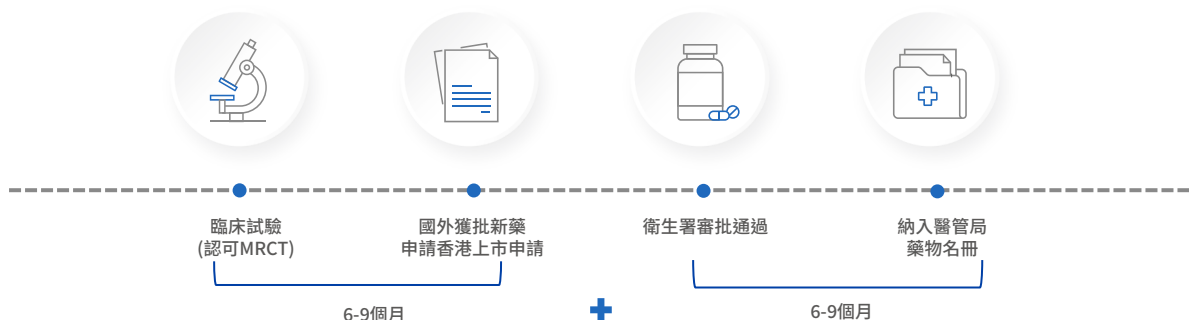 臨床試驗
(認可MRCT)
國外獲批新藥
申請香港上市申請
衛生署審批通過
納入醫管局
藥物名冊
6-9個月
6-9個月